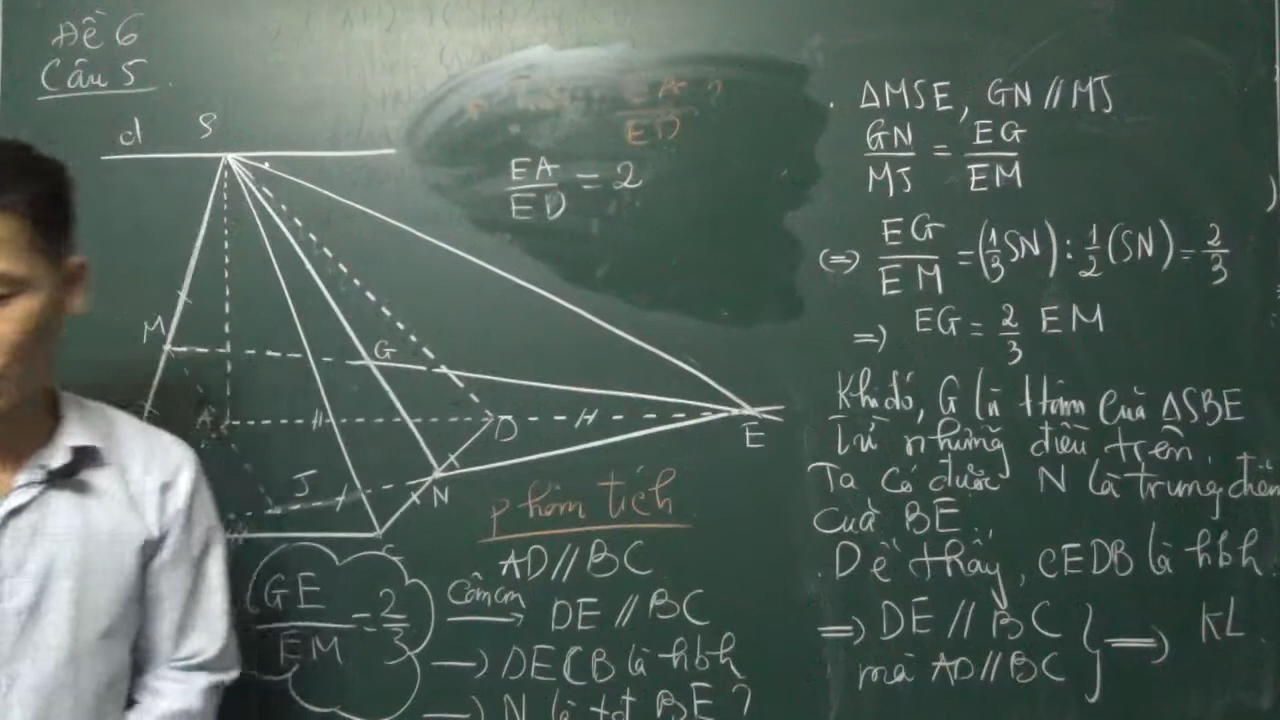 Đề 6
Câu 5.
d S
EA/ED = 2
M
G
A
D
H
E
J
N
C
phân tích
AD // BC
GE/EM = 2/3
DE // BC
→ DECB là hbh
→ N là tđ BE ?
. ΔMSE, GN // MJ
GN/MJ = EG/EM
(=) EG/EM = (1/3 SN) : 1/2 (SN) = 2/3
=> EG = 2/3 EM
Khi đó, G là Ttâm của ΔSBE
Từ những điều trên.
Ta có được N là trung điểm
của BE.
. Dễ thấy, CEDB là hbh
=> DE // BC
mà AD // BC } => KL